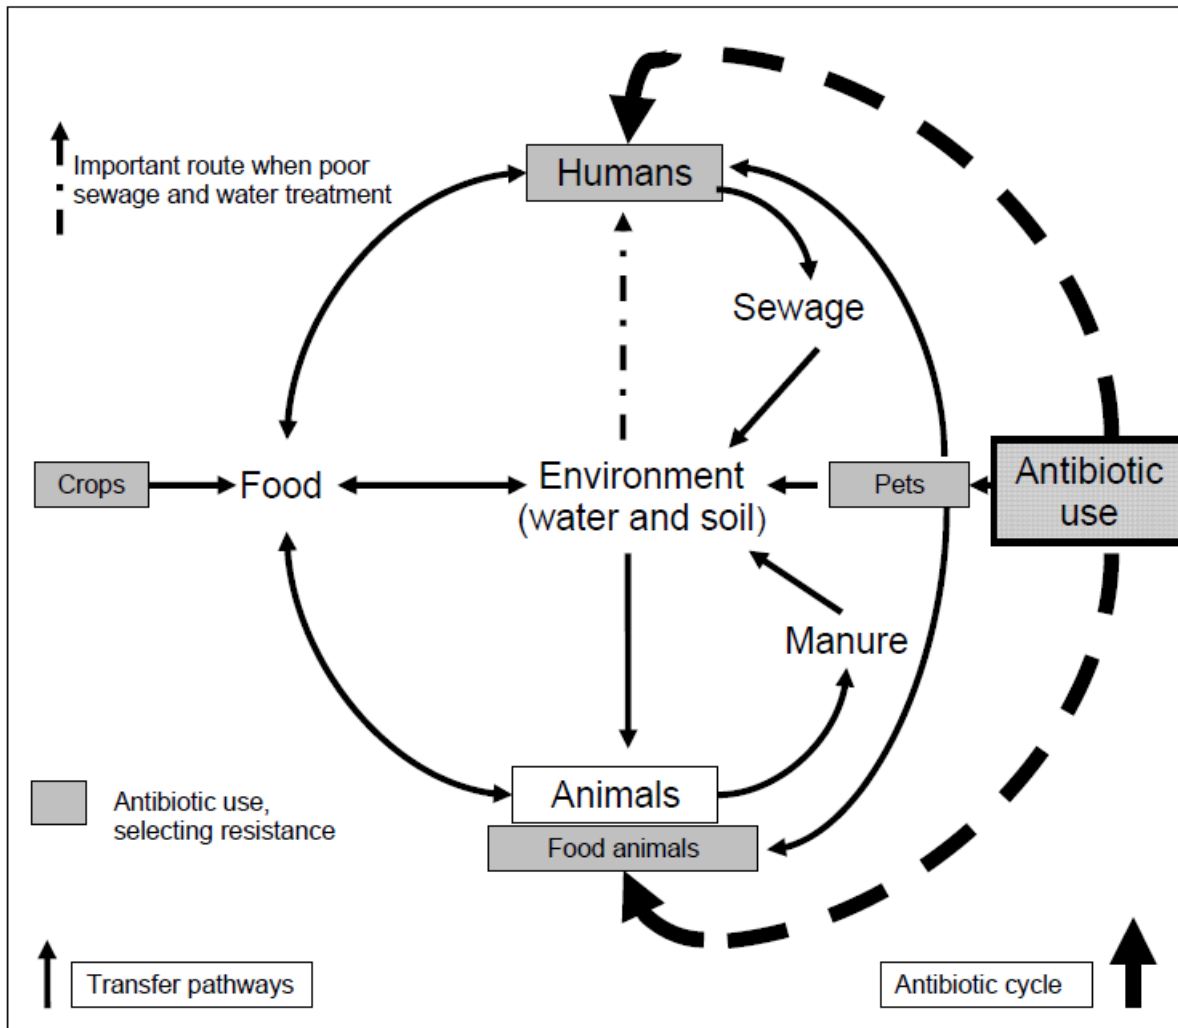 Important route when poor
sewage and water treatment
Humans
Sewage
Crops
Food
Environment
(water and soil)
Pets
Antibiotic
use
Manure
Animals
Food animals
Antibiotic use,
selecting resistance
Transfer pathways
Antibiotic cycle